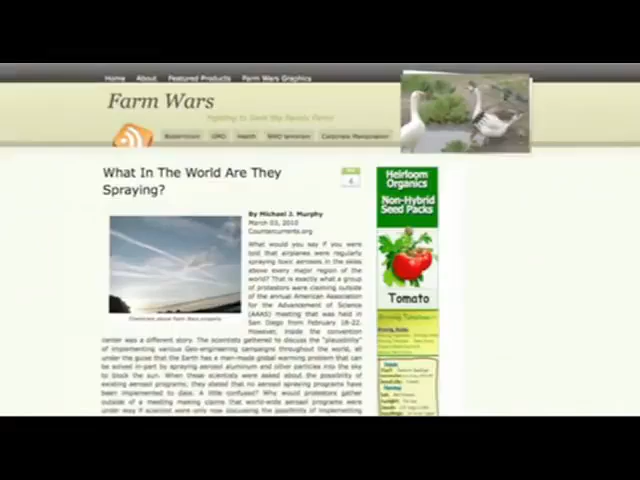 Home About Featured Products Farm Wars Graphics
Farm Wars
Fighting to Save the Family Farm!
GMO Health
What In The World Are They
Spraying?
6
By Michael J. Murphy
March 03, 2010
Countercurrents.org
What would you say if you were
told that airplanes were regularly
spraying toxic aerosols in the skies
above every major region of the
world? That is exactly what a group
of protestors were claiming outside
of the annual American Association
for the Advancement of Science
(AAAS) meeting that was held in
San Diego from February 18-22.
However, inside the convention
center was a different story. The scientists gathered to discuss the "plausibility"
of implementing various Geo-engineering campaigns throughout the world, all
under the guise that the Earth has a man-made global warming problem that can
be solved in-part by spraying aerosol aluminum and other particles into the sky
to block the sun. When these scientists were asked about the possibility of
existing aerosol programs, they stated that no aerosol spraying programs have
been implemented to date. A little confused? Why would protestors gather
outside of a meeting making claims that world-wide aerosol programs were
under way if scientist were only now discussing the possibility of implementing
Heirloom
Organics
Non-Hybrid
Seed Packs
Tomato